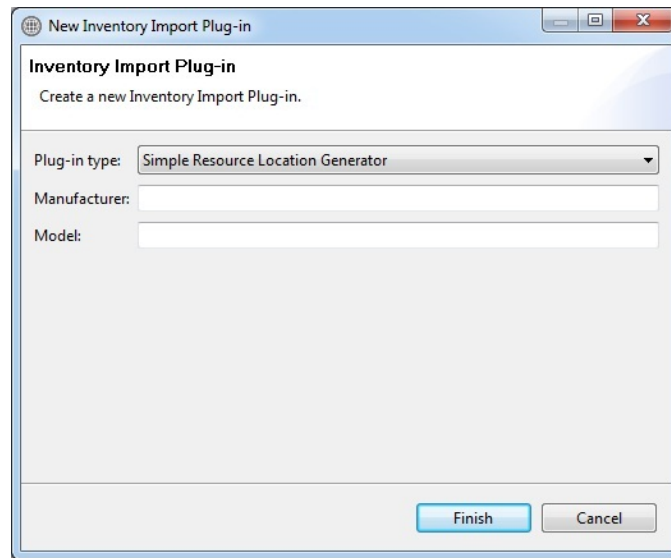 New Inventory Import Plug-in
Inventory Import Plug-in
Create a new Inventory Import Plug-in.
Plug-in type: Simple Resource Location Generator
Manufacturer:
Model:
Finish Cancel